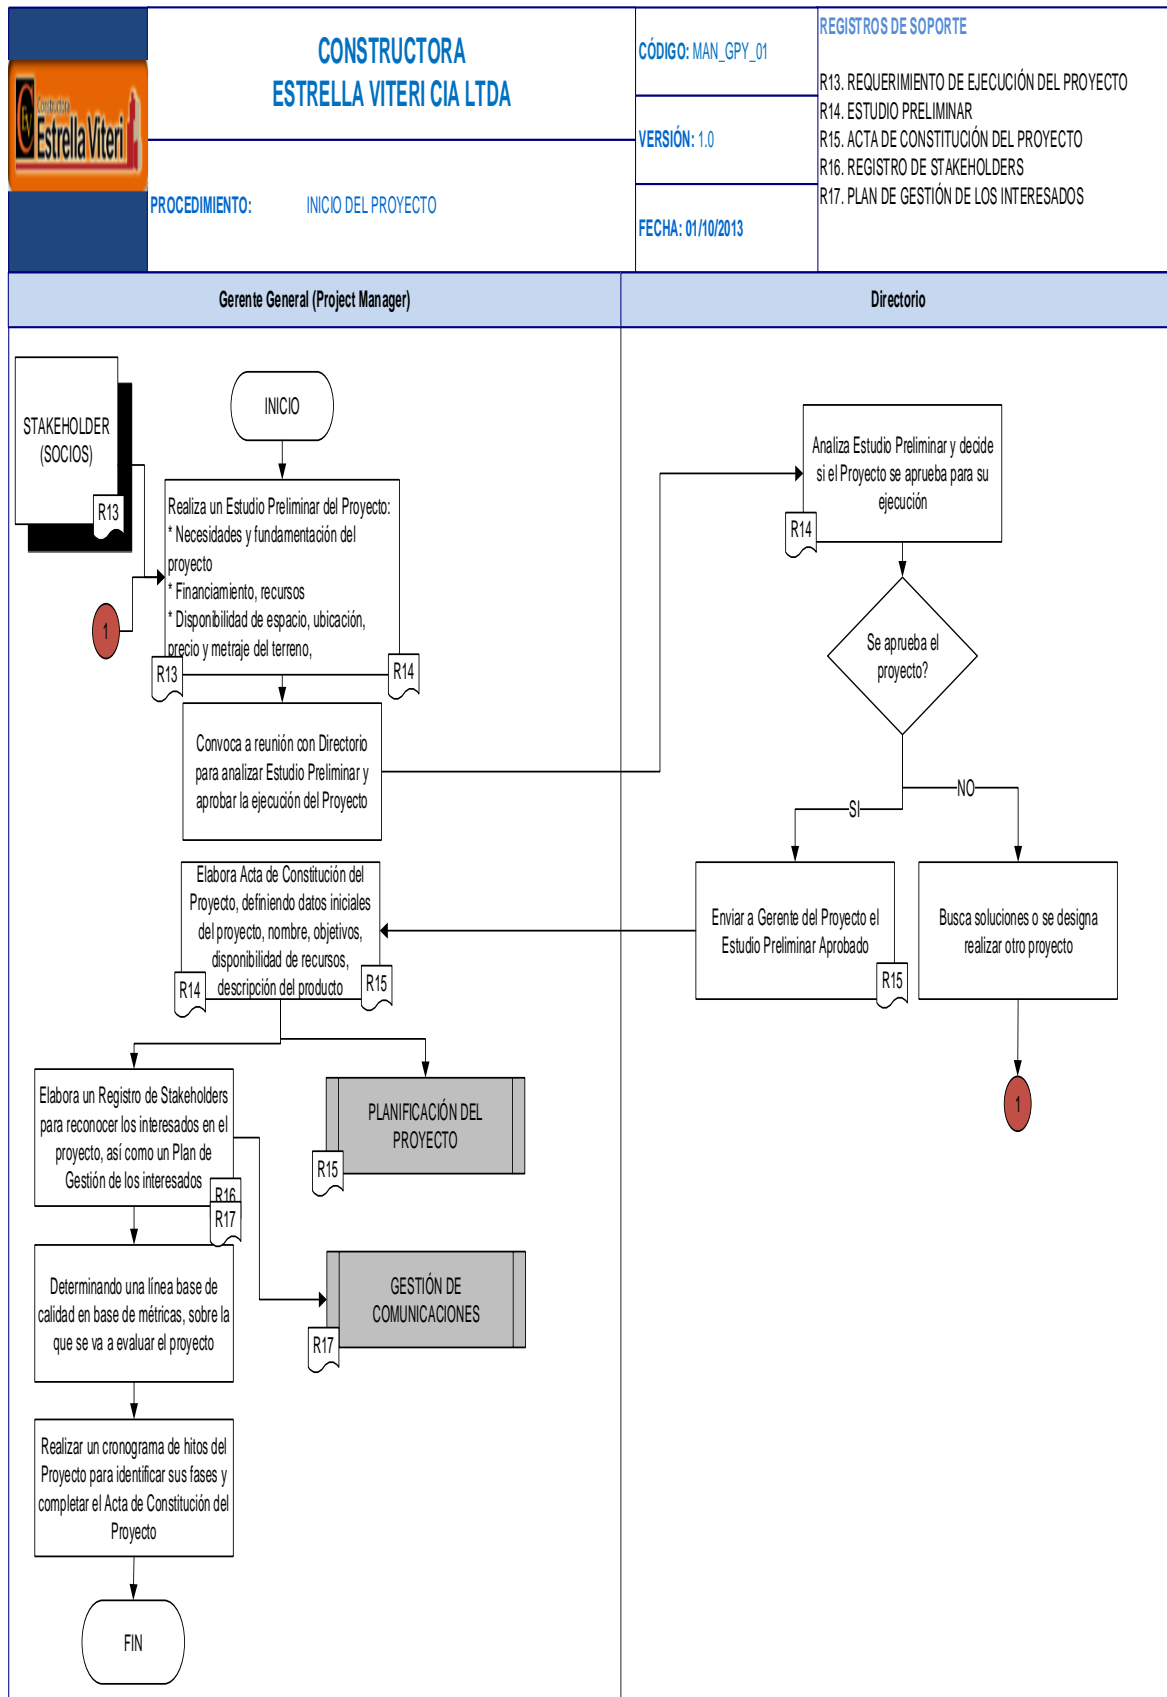 Constructora
Estrella Viteri
CONSTRUCTORA
ESTRELLA VITERI CIA LTDA
PROCEDIMIENTO: INICIO DEL PROYECTO
CÓDIGO: MAN_GPY_01
VERSIÓN: 1.0
FECHA: 01/10/2013
REGISTROS DE SOPORTE
R13. REQUERIMIENTO DE EJECUCIÓN DEL PROYECTO
R14. ESTUDIO PRELIMINAR
R15. ACTA DE CONSTITUCIÓN DEL PROYECTO
R16. REGISTRO DE STAKEHOLDERS
R17. PLAN DE GESTIÓN DE LOS INTERESADOS
Gerente General (Project Manager)
Directorio
STAKEHOLDER
(SOCIOS)
R13
INICIO
1
Realiza un Estudio Preliminar del Proyecto:
* Necesidades y fundamentación del
proyecto
* Financiamiento, recursos
* Disponibilidad de espacio, ubicación,
precio y metraje del terreno,
R13
R14
Convoca a reunión con Directorio
para analizar Estudio Preliminar y
aprobar la ejecución del Proyecto
Analiza Estudio Preliminar y decide
si el Proyecto se aprueba para su
ejecución
R14
Se aprueba el
proyecto?
SI
NO
Enviar a Gerente del Proyecto el
Estudio Preliminar Aprobado
R15
Busca soluciones o se designa
realizar otro proyecto
1
Elabora Acta de Constitución del
Proyecto, definiendo datos iniciales
del proyecto, nombre, objetivos,
disponibilidad de recursos,
descripción del producto
R14
R15
Elabora un Registro de Stakeholders
para reconocer los interesados en el
proyecto, así como un Plan de
Gestión de los interesados
R16
R17
PLANIFICACIÓN DEL
PROYECTO
R15
Determinando una línea base de
calidad en base de métricas, sobre la
que se va a evaluar el proyecto
GESTIÓN DE
COMUNICACIONES
R17
Realizar un cronograma de hitos del
Proyecto para identificar sus fases y
completar el Acta de Constitución del
Proyecto
FIN